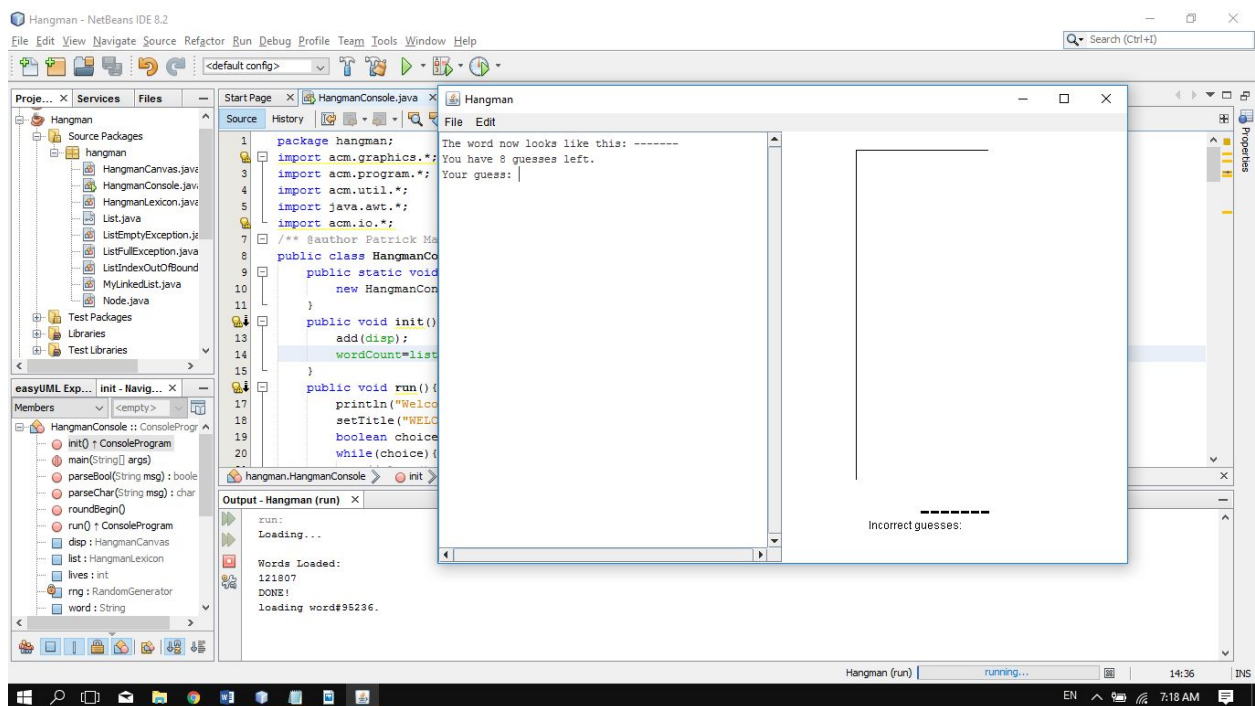 Hangman - NetBeans IDE 8.2
File Edit View Navigate Source Refactor Run Debug Profile Team Tools Window Help
Search (Ctrl+I)
<default config>
Proje... Services Files
Hangman
Source Packages
hangman
HangmanCanvas.java
HangmanConsole.java
HangmanLexicon.java
List.java
ListEmptyException.ja
ListFullException.java
ListIndexOutOfBound
MyLinkedList.java
Node.java
Test Packages
Libraries
Test Libraries
easyUML Exp... init - Navig...
Members <empty>
HangmanConsole :: ConsoleProgr
init() ↑ ConsoleProgram
main(String[] args)
parseBool(String msg) : boole
parseChar(String msg) : char
roundBegin()
run() ↑ ConsoleProgram
disp : HangmanCanvas
list : HangmanLexicon
lives : int
rng : RandomGenerator
word : String
Start Page HangmanConsole.java
Source History
1 package hangman;
import acm.graphics.*;
3 import acm.program.*;
4 import acm.util.*;
5 import java.awt.*;
import acm.io.*;
7 /** @author Patrick Ma
8 public class HangmanCo
9 public static void
10 new HangmanCon
11 }
public void init()
13 add(disp);
14 wordCount=list
15 }
public void run(){
17 println("Welco
18 setTitle("WELC
19 boolean choice
20 while(choice){
hangman.HangmanConsole init
Output - Hangman (run)
run:
Loading...
Words Loaded:
121807
DONE!
loading word#95236.
Hangman
File Edit
The word now looks like this: -------
You have 8 guesses left.
Your guess:
Incorrect guesses:
Properties
Hangman (run) running... 14:36 INS
EN 7:18 AM